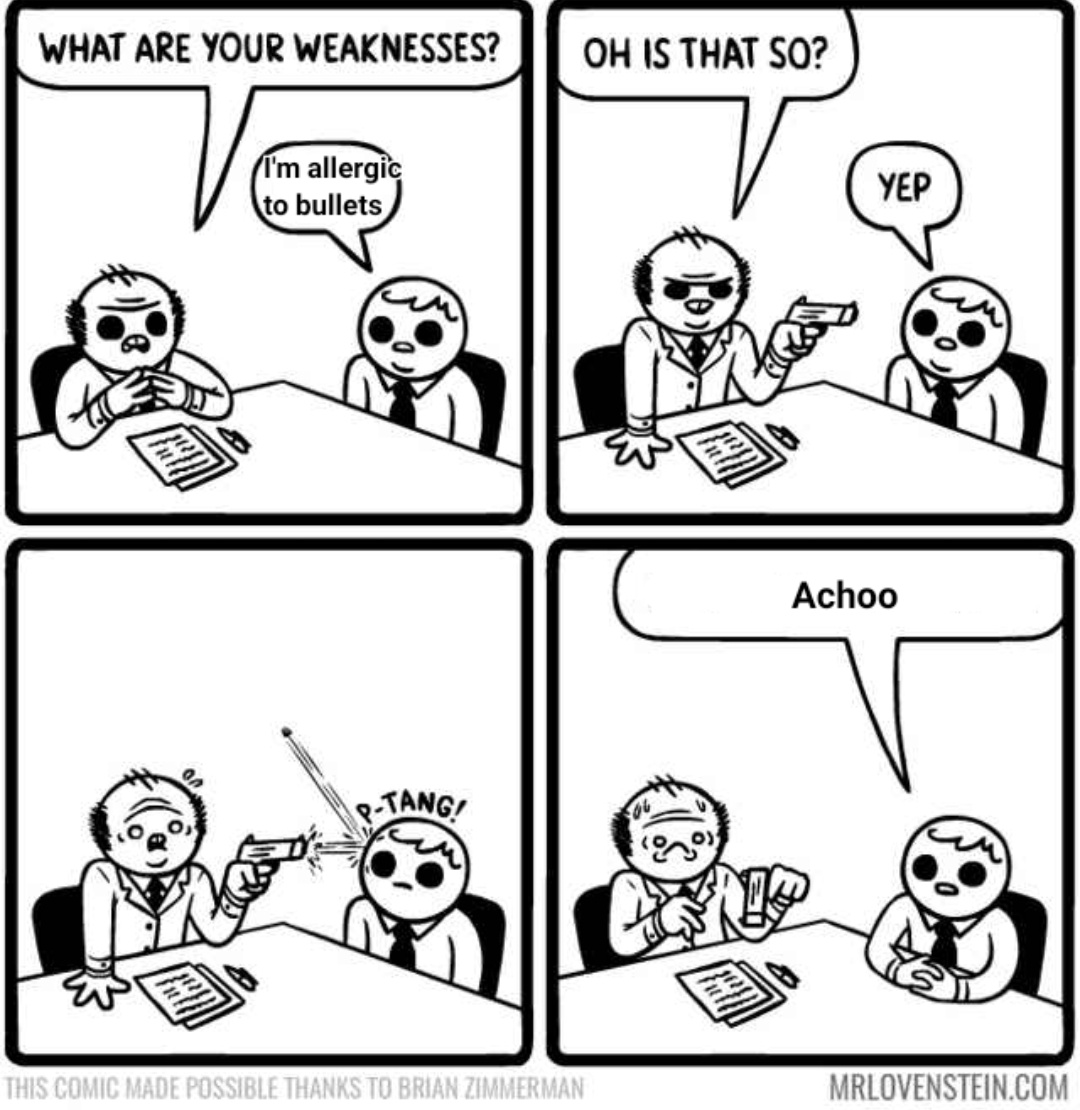 WHAT ARE YOUR WEAKNESSES?
I'm allergic
to bullets
OH IS THAT SO?
YEP
P-TANG!
Achoo
THIS COMIC MADE POSSIBLE THANKS TO BRIAN ZIMMERMAN
MRLOVENSTEIN.COM